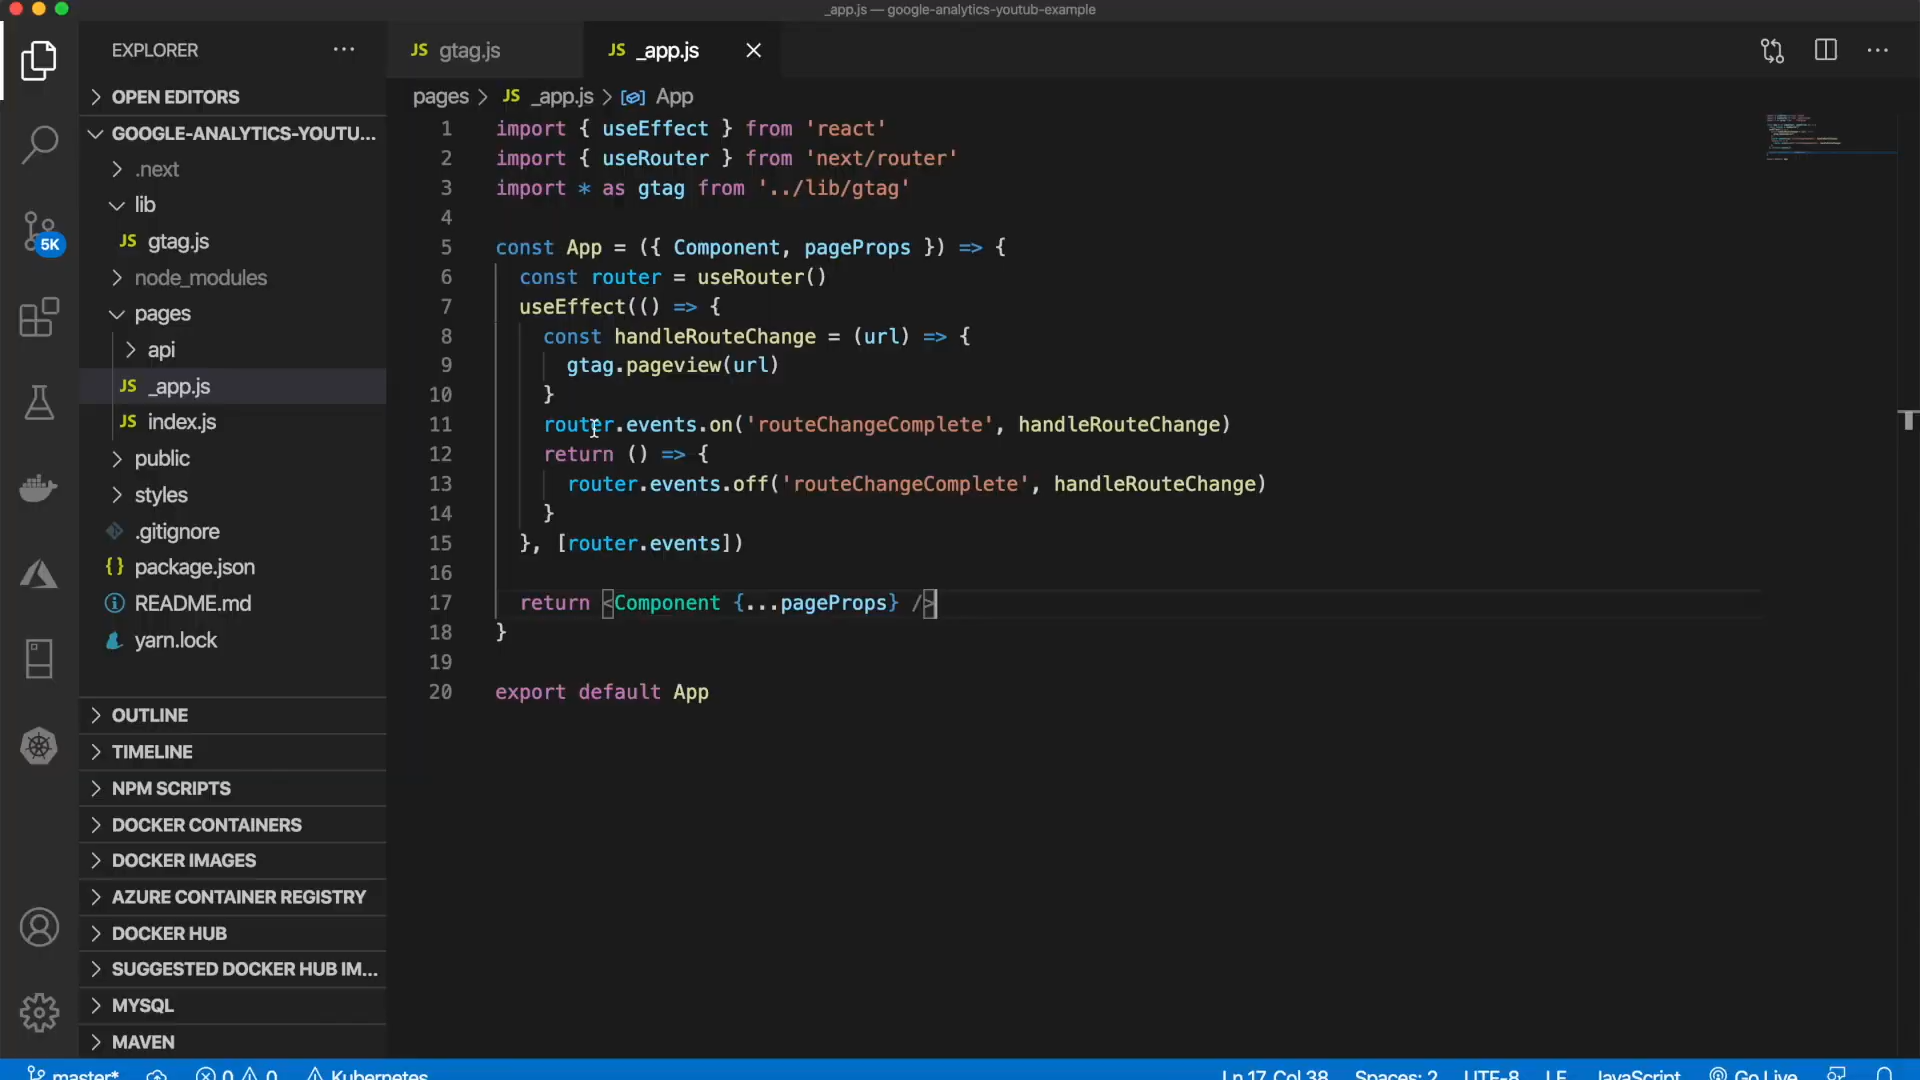 _app.js — google-analytics-youtub-example
EXPLORER
JS gtag.js
JS _app.js
OPEN EDITORS
GOOGLE-ANALYTICS-YOUTU...
.next
lib
JS gtag.js
node_modules
pages
api
JS _app.js
JS index.js
public
styles
.gitignore
{} package.json
README.md
yarn.lock
OUTLINE
TIMELINE
NPM SCRIPTS
DOCKER CONTAINERS
DOCKER IMAGES
AZURE CONTAINER REGISTRY
DOCKER HUB
SUGGESTED DOCKER HUB IM...
MYSQL
MAVEN
5K
pages > JS _app.js > App
1 import { useEffect } from 'react'
2 import { useRouter } from 'next/router'
3 import * as gtag from '../lib/gtag'
4
5 const App = ({ Component, pageProps }) => {
6 const router = useRouter()
7 useEffect(() => {
8 const handleRouteChange = (url) => {
9 gtag.pageview(url)
10 }
11 router.events.on('routeChangeComplete', handleRouteChange)
12 return () => {
13 router.events.off('routeChangeComplete', handleRouteChange)
14 }
15 }, [router.events])
16
17 return <Component {...pageProps} />
18 }
19
20 export default App
master* 0 0 Kubernetes Ln 17, Col 38 Spaces: 2 UTF-8 LF JavaScript Go Live